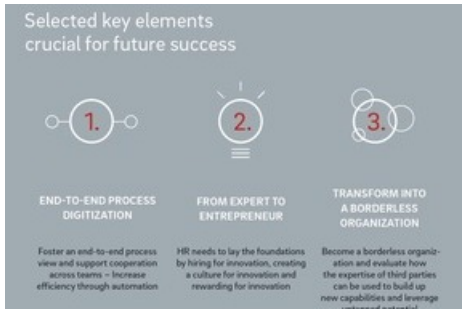 Selected key elements
crucial for future success
1.
2.
3.
END-TO-END PROCESS
DIGITIZATION
FROM EXPERT TO
ENTREPRENEUR
TRANSFORM INTO
A BORDERLESS
ORGANIZATION
Foster an end-to-end process
view and support cooperation
across teams – Increase
efficiency through automation
HR needs to lay the foundations
by hiring for innovation, creating
a culture for innovation and
rewarding for innovation
Become a borderless organiz-
ation and evaluate how
the expertise of third parties
can be used to build up
new capabilities and leverage
untapped potential